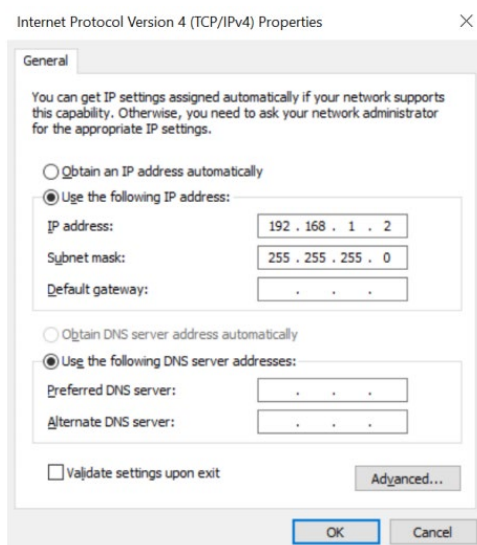 Internet Protocol Version 4 (TCP/IPv4) Properties
General
You can get IP settings assigned automatically if your network supports
this capability. Otherwise, you need to ask your network administrator
for the appropriate IP settings.
Obtain an IP address automatically
Use the following IP address:
IP address: 192 . 168 . 1 . 2
Subnet mask: 255 . 255 . 255 . 0
Default gateway: . . .
Obtain DNS server address automatically
Use the following DNS server addresses:
Preferred DNS server: . . .
Alternate DNS server: . . .
Validate settings upon exit
Advanced...
OK Cancel